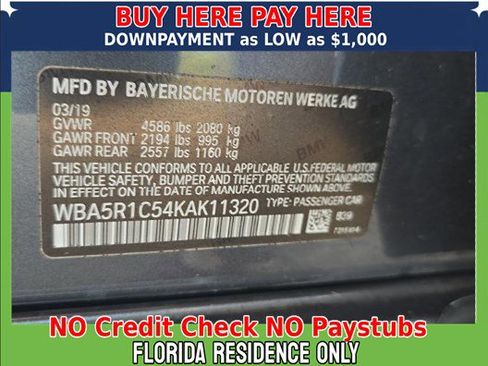 BUY HERE PAY HERE
DOWNPAYMENT as LOW as $1,000
MFD BY BAYERISCHE MOTOREN WERKE AG
03/19
GVWR 4586 lbs 2080 kg
GAWR FRONT 2194 lbs 995 kg
GAWR REAR 2557 lbs 1160 kg
THIS VEHICLE CONFORMS TO ALL APPLICABLE U.S.FEDERAL MOTOR
VEHICLE SAFETY, BUMPER, AND THEFT PREVENTION STANDARDS
IN EFFECT ON THE DATE OF MANUFACTURE SHOWN ABOVE.
WBA5R1C54KAK11320 TYPE: PASSENGER CAR
B39
NO Credit Check NO Paystubs
FLORIDA RESIDENCE ONLY